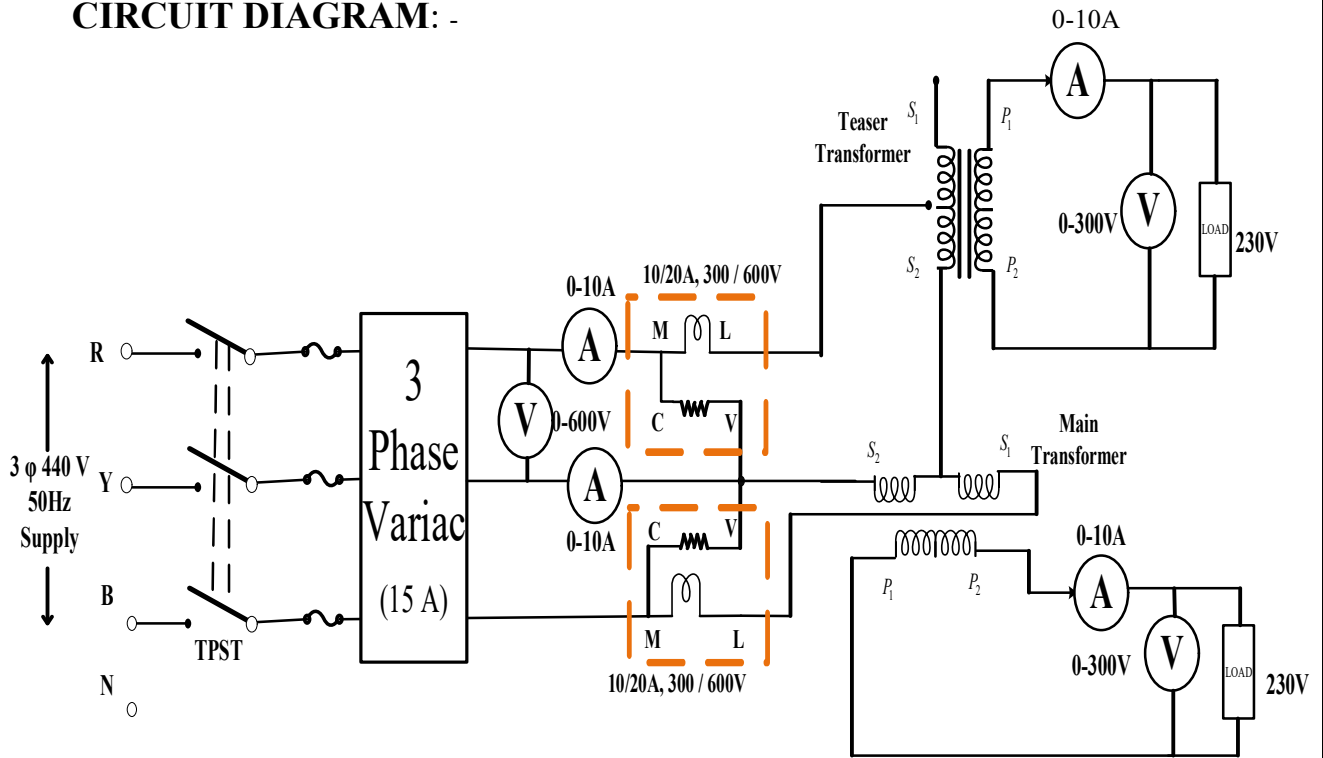 CIRCUIT DIAGRAM: -
0-10A
A
S1
P1
Teaser
Transformer
V
0-300V
LOAD
230V
S2
P2
10/20A, 300 / 600V
0-10A
M
L
A
R
3
Phase
Variac
(15 A)
V
0-600V
C
V
Main
Transformer
S2
S1
3 φ 440 V
50Hz
Supply
Y
A
0-10A
C
V
0-10A
P1
P2
A
B
TPST
M
L
0-300V
V
LOAD
230V
10/20A, 300 / 600V
N